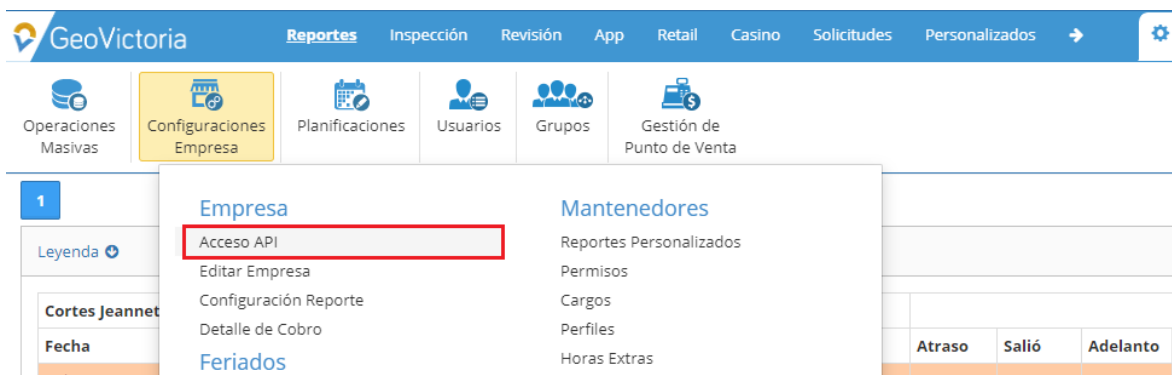 GeoVictoria
Reportes Inspección Revisión App Retail Casino Solicitudes Personalizados
Operaciones Masivas
Configuraciones Empresa
Planificaciones
Usuarios
Grupos
Gestión de Punto de Venta
1
Leyenda
Empresa
Acceso API
Editar Empresa
Configuración Reporte
Detalle de Cobro
Feriados
Mantenedores
Reportes Personalizados
Permisos
Cargos
Perfiles
Horas Extras
Cortes Jeannet
Fecha
Atraso Salió Adelanto